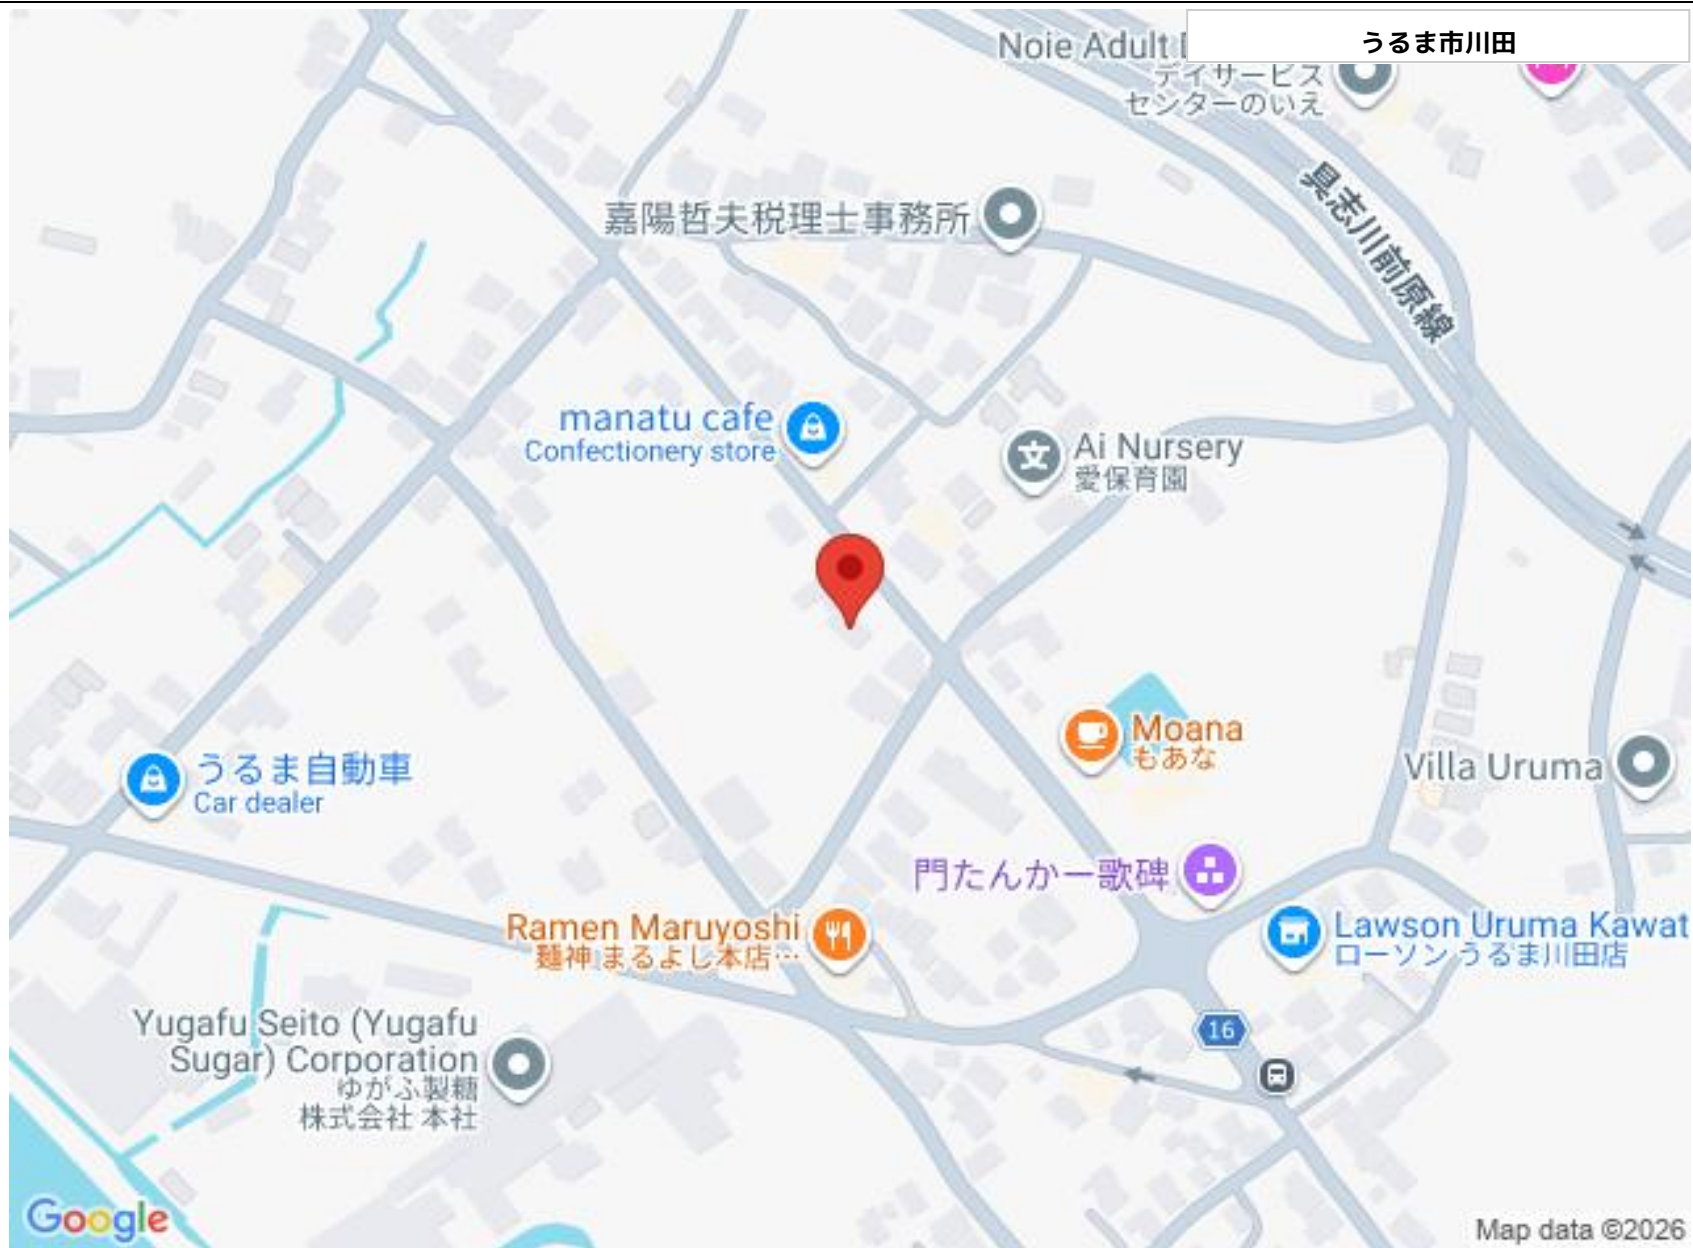 うるま市川田
Noie Adult
デイサービス
センターのいえ
具志川前原線
嘉陽哲夫税理士事務所
manatu cafe
Confectionery store
Ai Nursery
愛保育園
Moana
もあな
Villa Uruma
うるま自動車
Car dealer
門たんかー歌碑
Ramen Maruyoshi
麺神 まるよし本店…
Lawson Uruma Kawat
ローソン うるま川田店
Yugafu Seito (Yugafu
Sugar) Corporation
ゆがふ製糖
株式会社 本社
16
Google
Map data ©2026